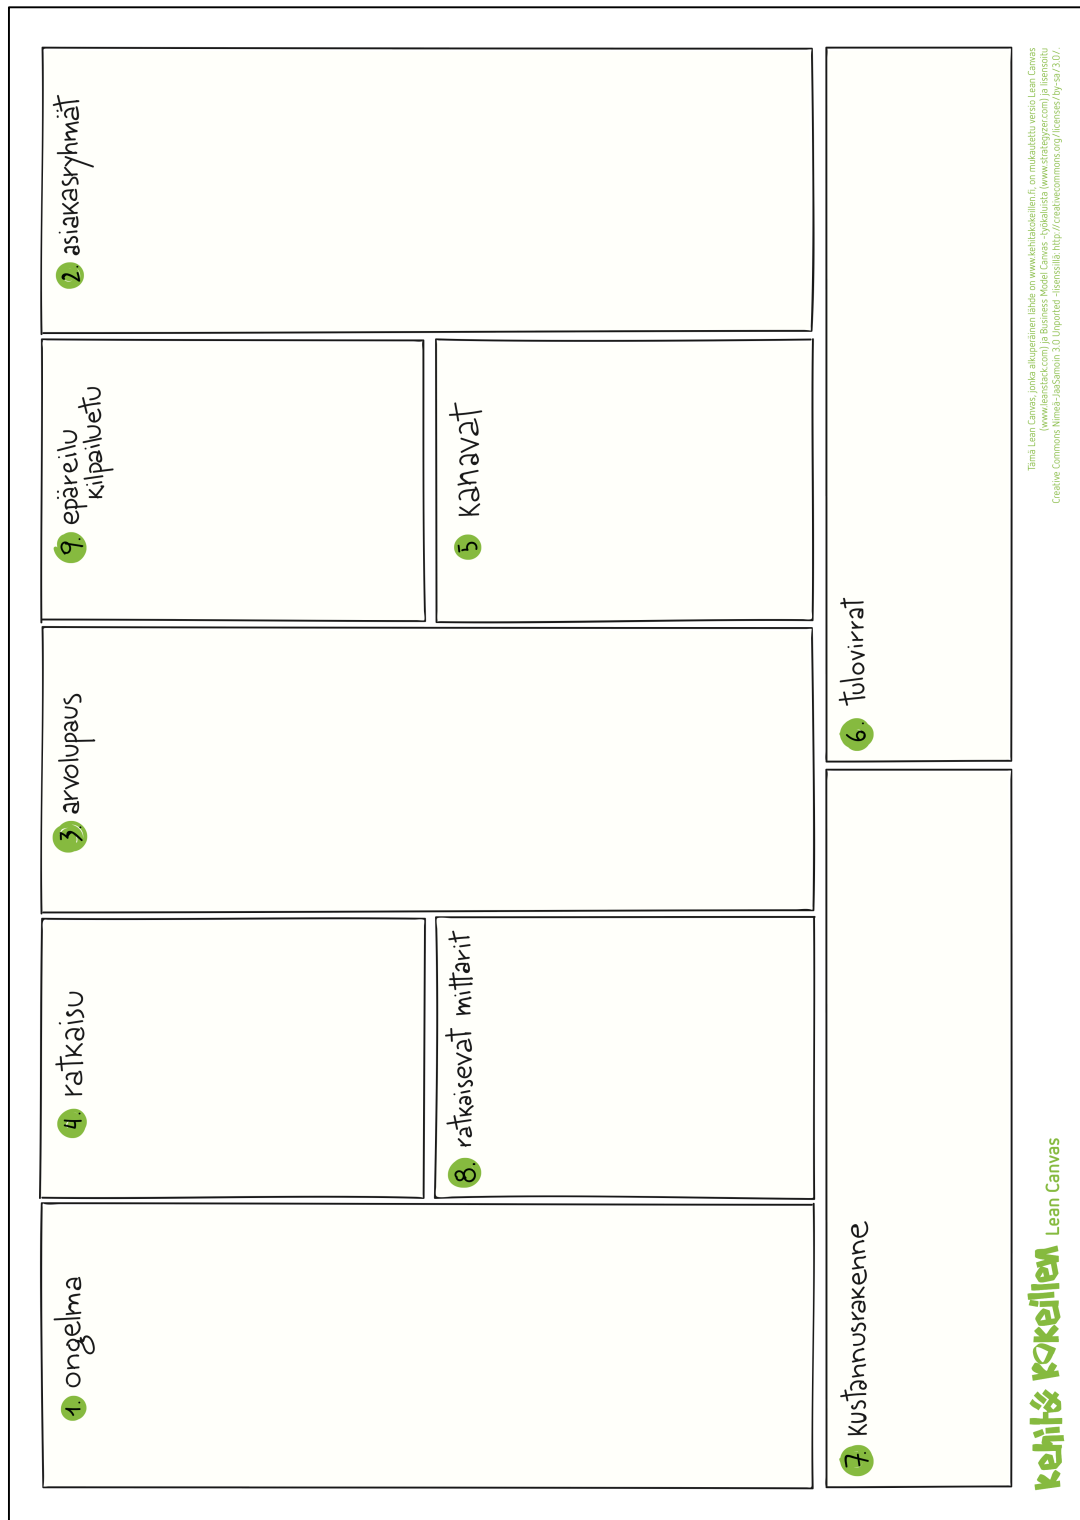 1. ongelma
4. ratkaisu
8. ratkaisevat mittarit
3. arvolupaus
9. epäreilu
kilpailuetu
5 kanavat
2. asiakasryhmät
7. kustannusrakenne
6. tulovirrat
kehitä kokeillen Lean Canvas
Tämä Lean Canvas, jonka alkuperäinen lähde on www.kehitakokeillen.fi, on mukautettu versio Lean Canvas
(www.leanstack.com) ja Business Model Canvas -työkaluista (www.strategyzer.com) ja lisensoitu
Creative Commons Nimeä-JaaSamoin 3.0 Unported -lisenssillä: http://creativecommons.org/licenses/by-sa/3.0/.